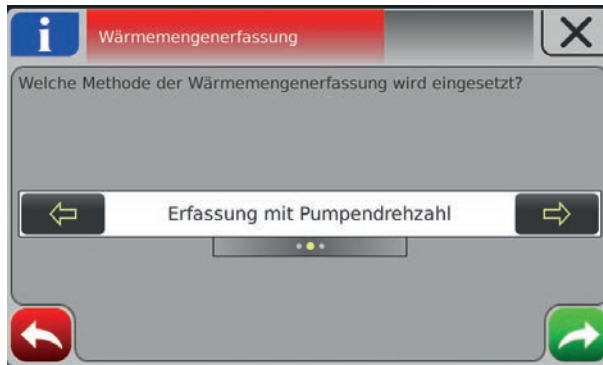 i
Wärmemengenerfassung
Welche Methode der Wärmemengenerfassung wird eingesetzt?
Erfassung mit Pumpendrehzahl